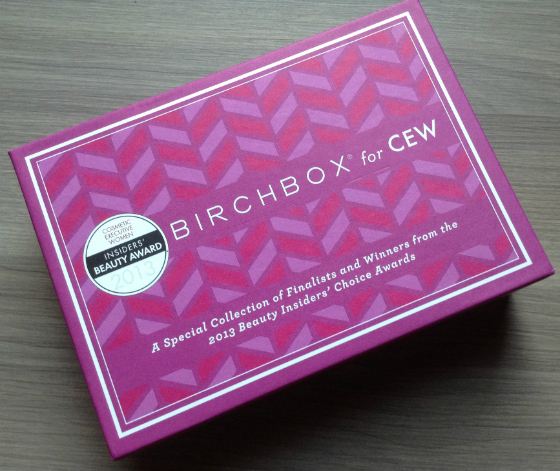 BIRCHBOX® for CEW
COSMETIC
EXECUTIVE
WOMEN
INSIDERS'
BEAUTY AWARD
2013
A Special Collection of Finalists and Winners from the
2013 Beauty Insiders' Choice Awards